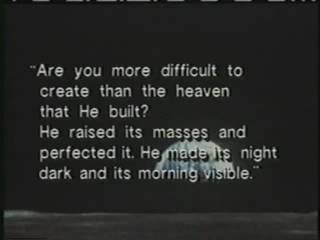 "Are you more difficult to
create than the heaven
that He built?
He raised its masses and
perfected it. He made its night
dark and its morning visible."